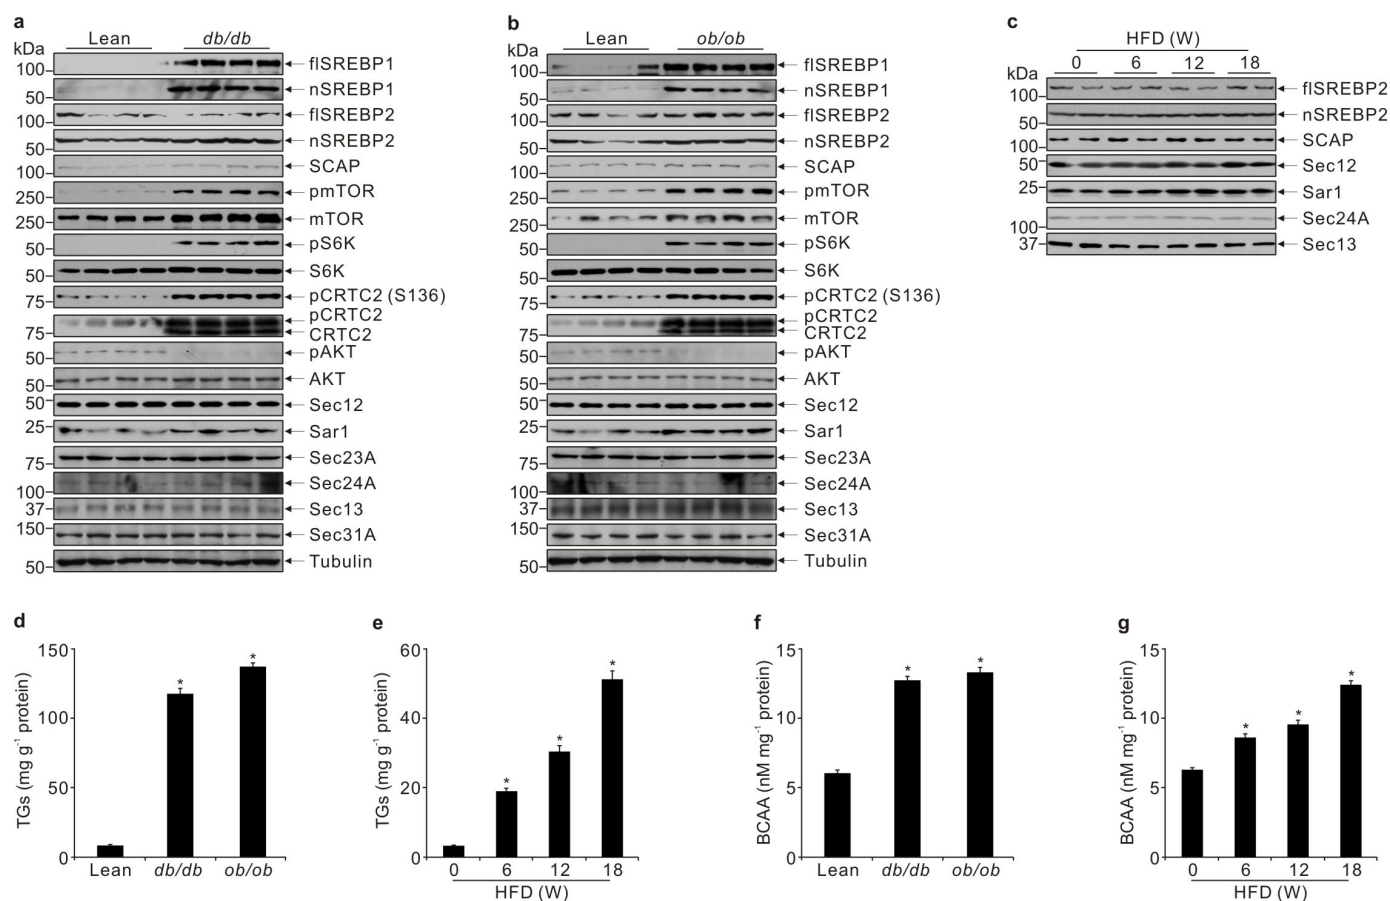 a
Lean db/db
kDa
100 flSREBP1
50 nSREBP1
100 flSREBP2
50 nSREBP2
100 SCAP
250 pmTOR
250 mTOR
50 pS6K
50 S6K
75 pCRTC2 (S136)
pCRTC2
75 CRTC2
50 pAKT
50 AKT
50 Sec12
25 Sar1
75 Sec23A
100 Sec24A
37 Sec13
150 Sec31A
50 Tubulin
b
Lean ob/ob
kDa
100 flSREBP1
50 nSREBP1
100 flSREBP2
50 nSREBP2
100 SCAP
250 pmTOR
250 mTOR
50 pS6K
50 S6K
75 pCRTC2 (S136)
pCRTC2
75 CRTC2
50 pAKT
50 AKT
50 Sec12
25 Sar1
75 Sec23A
100 Sec24A
37 Sec13
150 Sec31A
50 Tubulin
c
HFD (W)
0 6 12 18
kDa
100 flSREBP2
50 nSREBP2
100 SCAP
50 Sec12
25 Sar1
100 Sec24A
37 Sec13
d
TGs (mg g-1 protein)
150
100
50
0
* *
Lean db/db ob/ob
e
TGs (mg g-1 protein)
60
40
20
0
* * *
0 6 12 18
HFD (W)
f
BCAA (nM mg-1 protein)
15
10
5
0
* *
Lean db/db ob/ob
g
BCAA (nM mg-1 protein)
15
10
5
0
* * *
0 6 12 18
HFD (W)